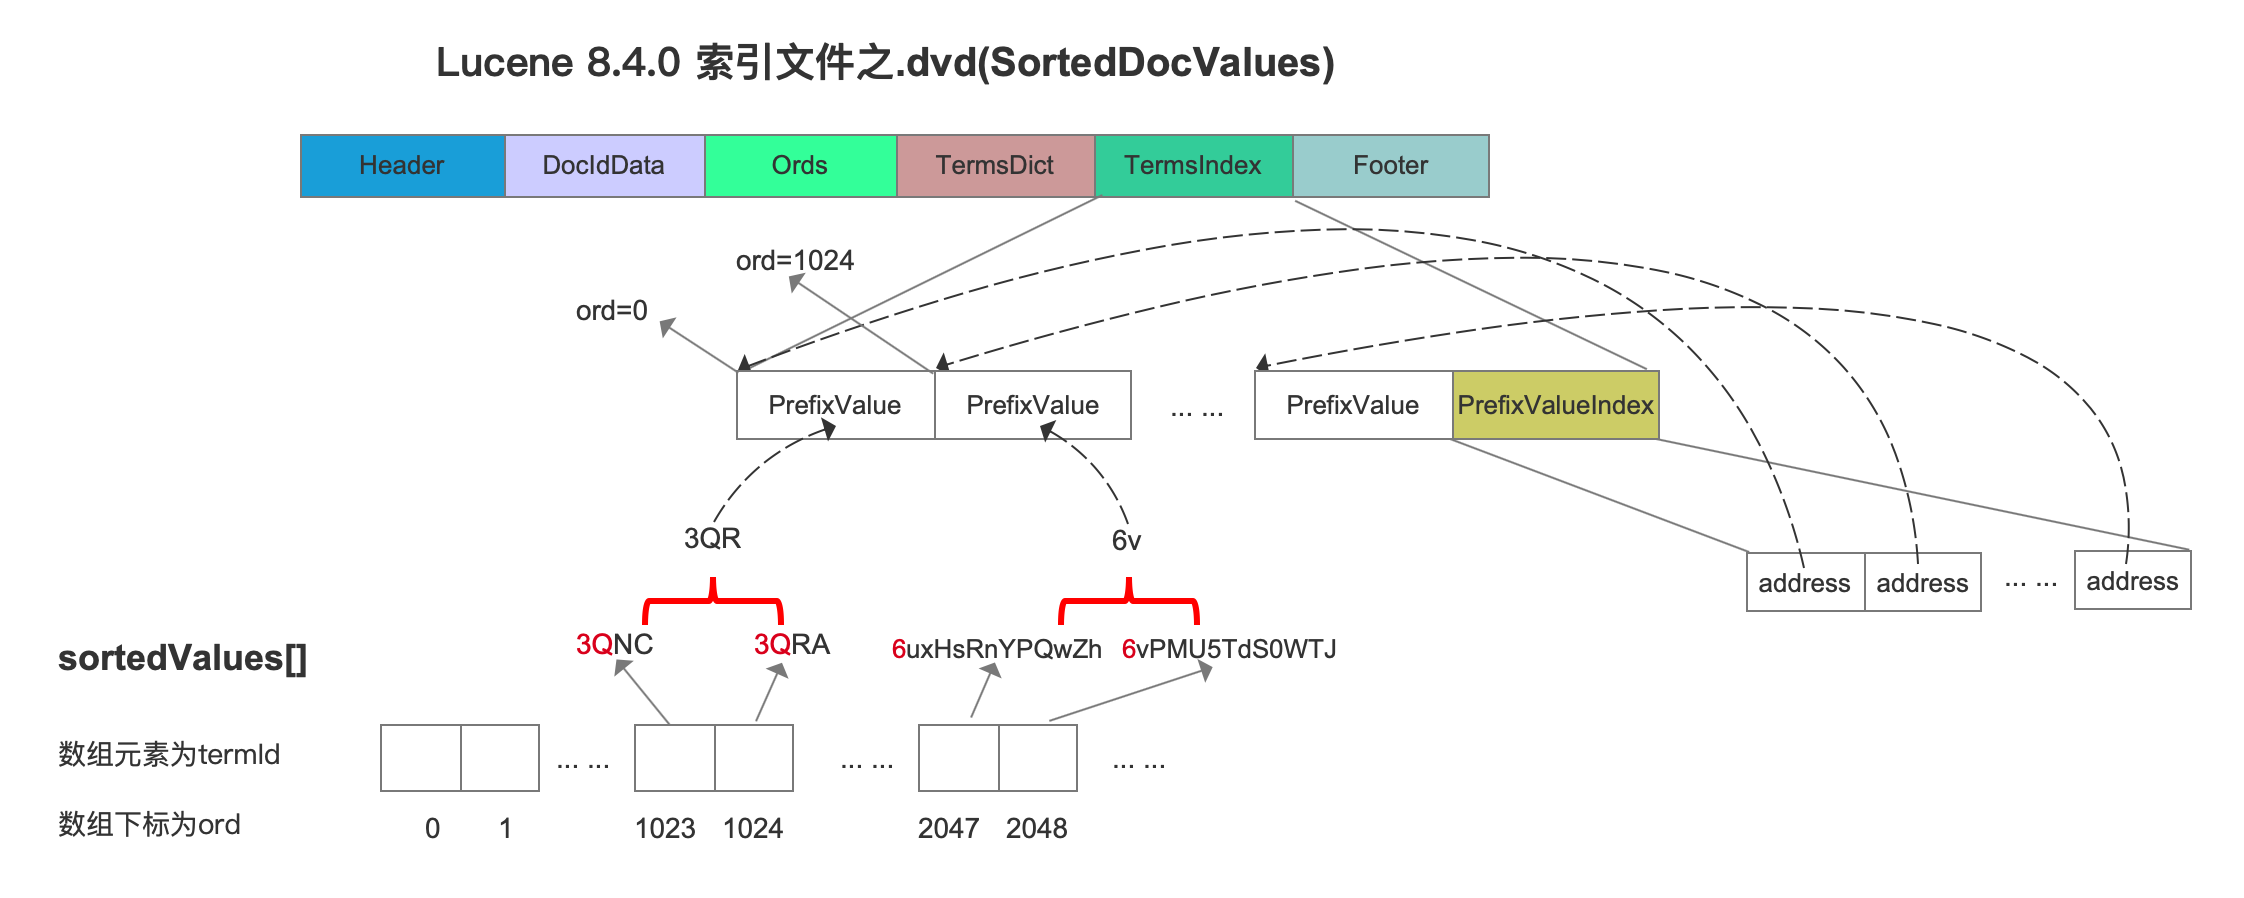 Lucene 8.4.0 索引文件之.dvd(SortedDocValues)
Header DocIdData Ords TermsDict TermsIndex Footer
ord=1024
ord=0
PrefixValue PrefixValue ... ... PrefixValue PrefixValueIndex
3QR 6v
address address ... ... address
sortedValues[] 3QNC 3QRA 6uxHsRnYPQwZh 6vPMU5TdS0WTJ
数组元素为termId ... ... ... ... ... ...
数组下标为ord 0 1 1023 1024 2047 2048